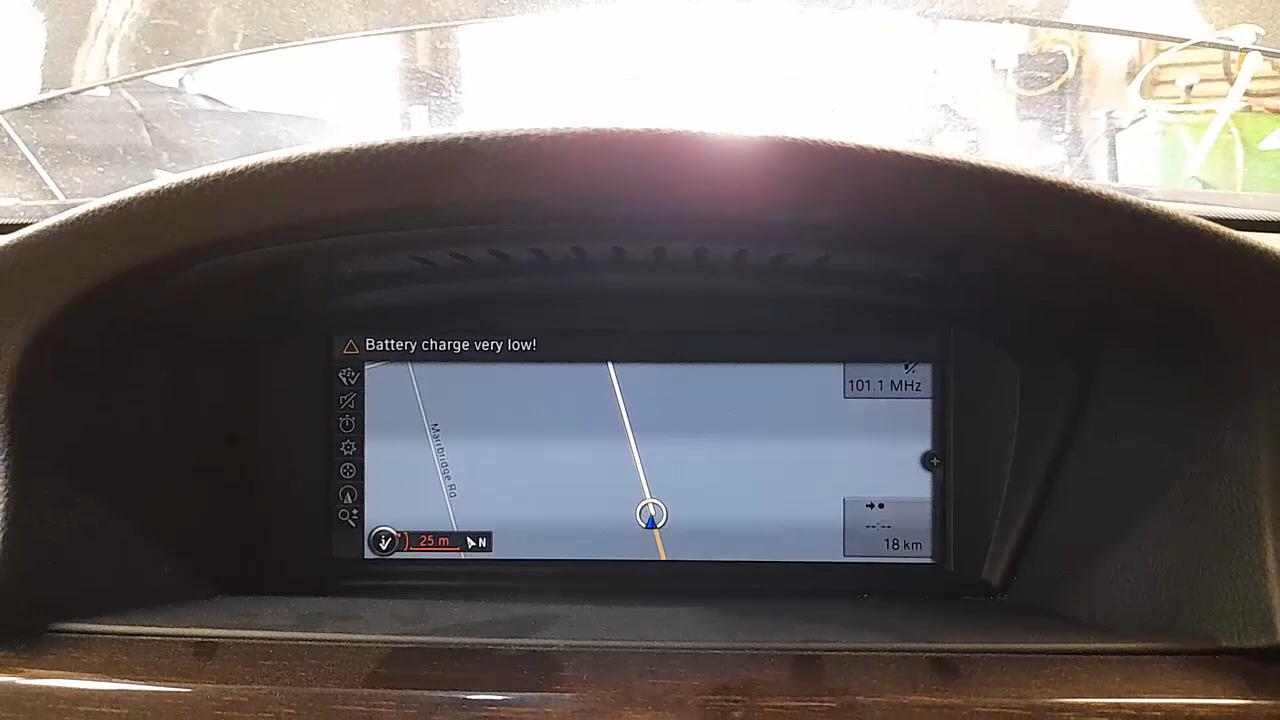 Battery charge very low!
101.1 MHz
Marlbridge Rd
25 m
N
--:--
18 km